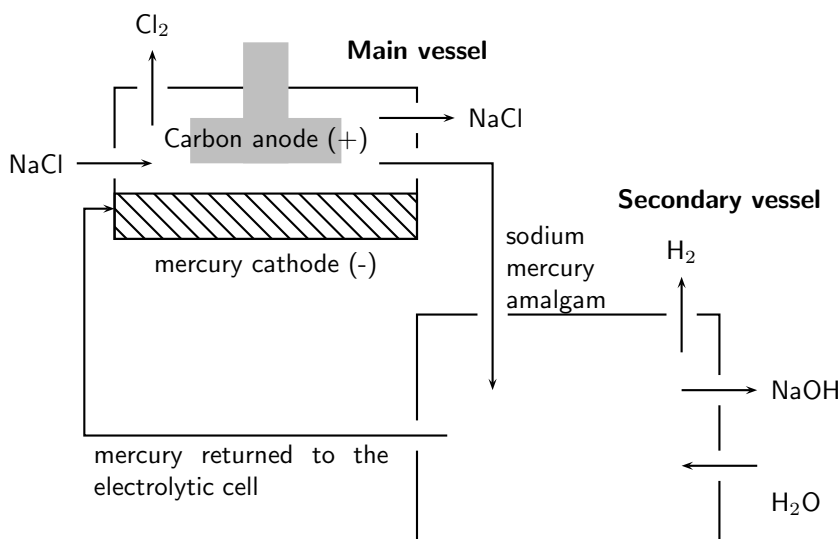 Cl₂
Main vessel
NaCl
Carbon anode (+)
NaCl
Secondary vessel
mercury cathode (-)
sodium
mercury
amalgam
H₂
NaOH
mercury returned to the
electrolytic cell
H₂O